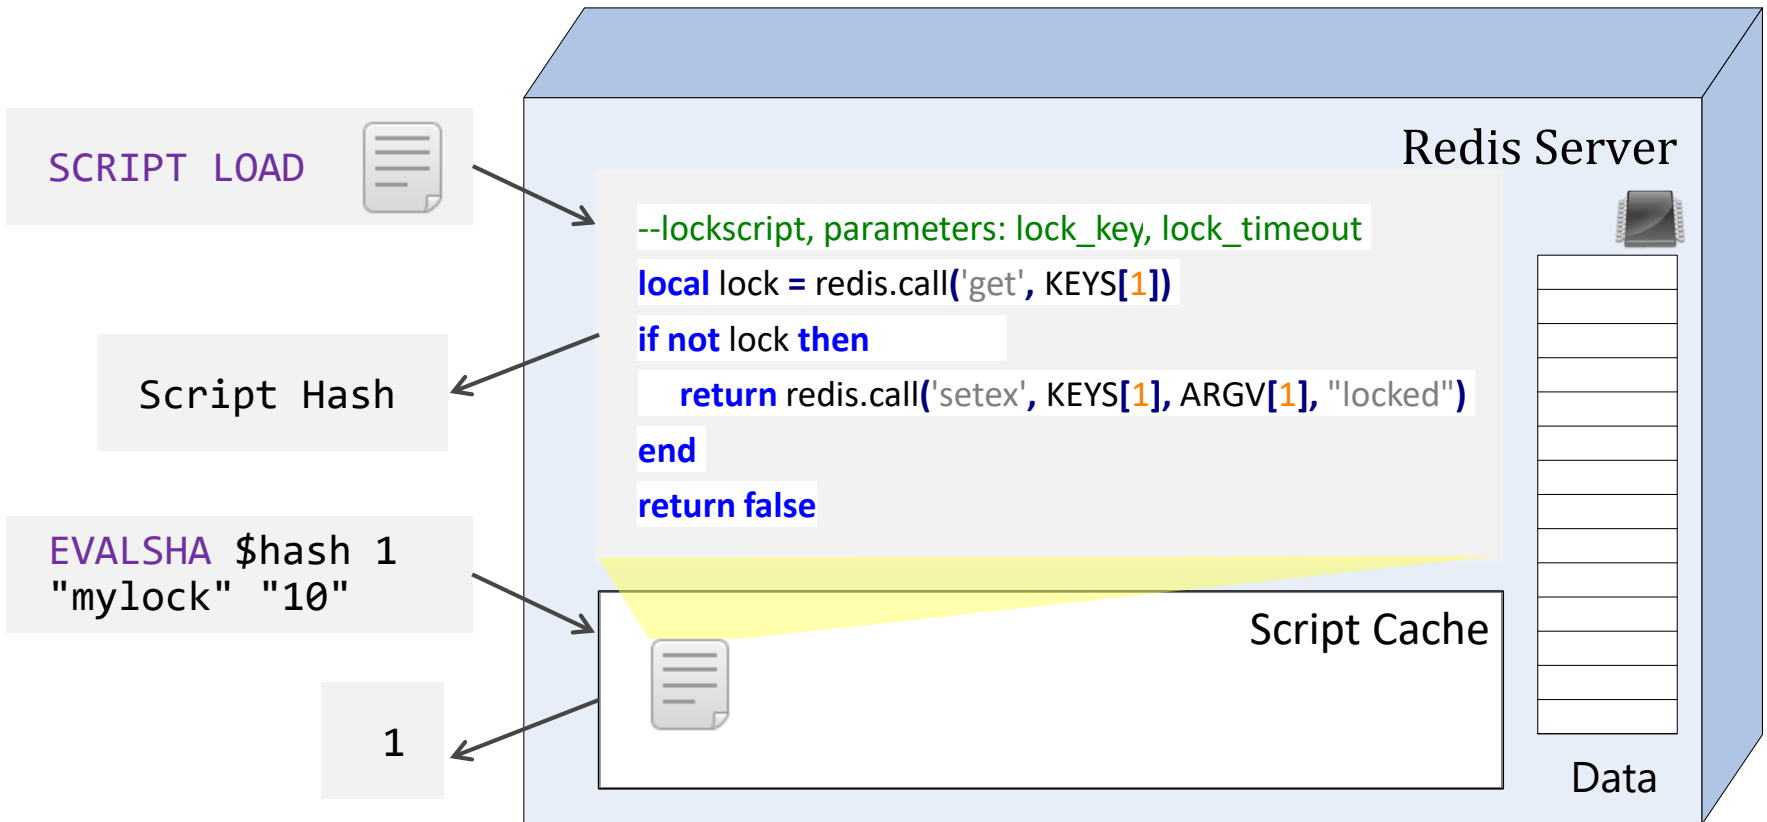 Redis Server
SCRIPT LOAD
--lockscript, parameters: lock_key, lock_timeout
local lock = redis.call('get', KEYS[1])
if not lock then
return redis.call('setex', KEYS[1], ARGV[1], "locked")
end
return false
Script Hash
EVALSHA $hash 1
"mylock" "10"
Script Cache
1
Data